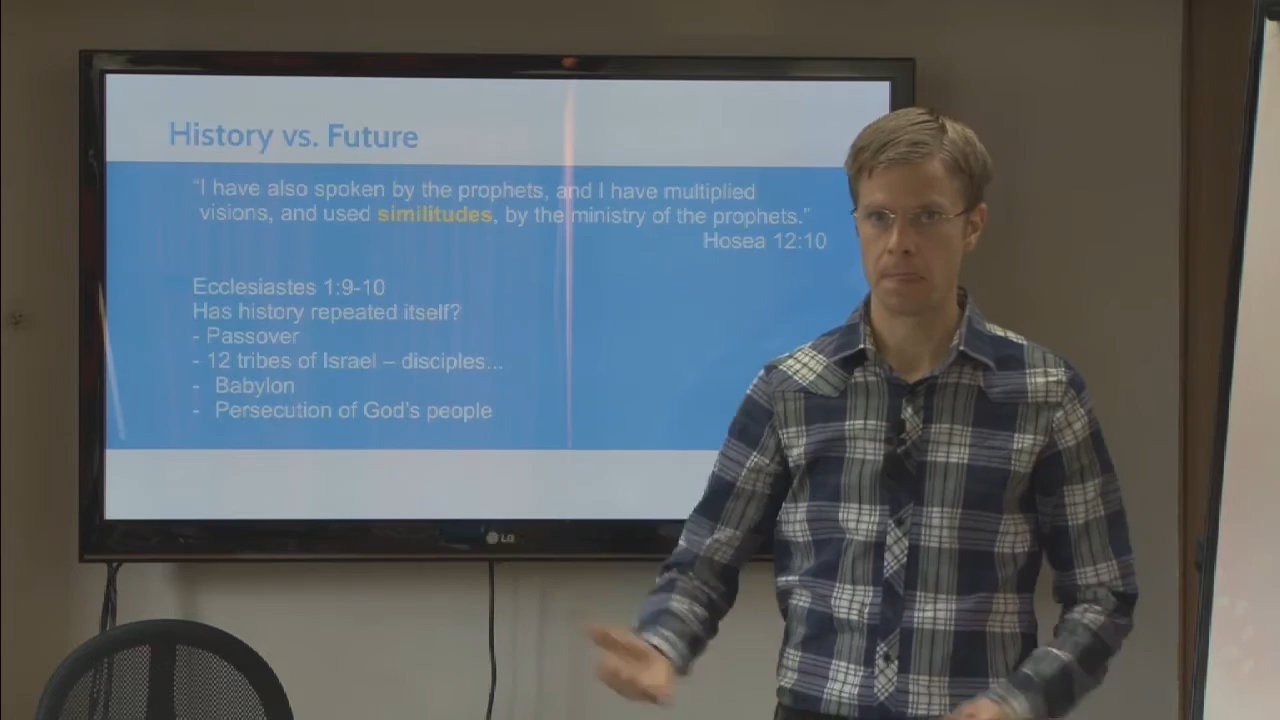 History vs. Future
“I have also spoken by the prophets, and I have multiplied
visions, and used similitudes, by the ministry of the prophets.”
Hosea 12:10
Ecclesiastes 1:9-10
Has history repeated itself?
- Passover
- 12 tribes of Israel – disciples...
- Babylon
- Persecution of God's people
LG